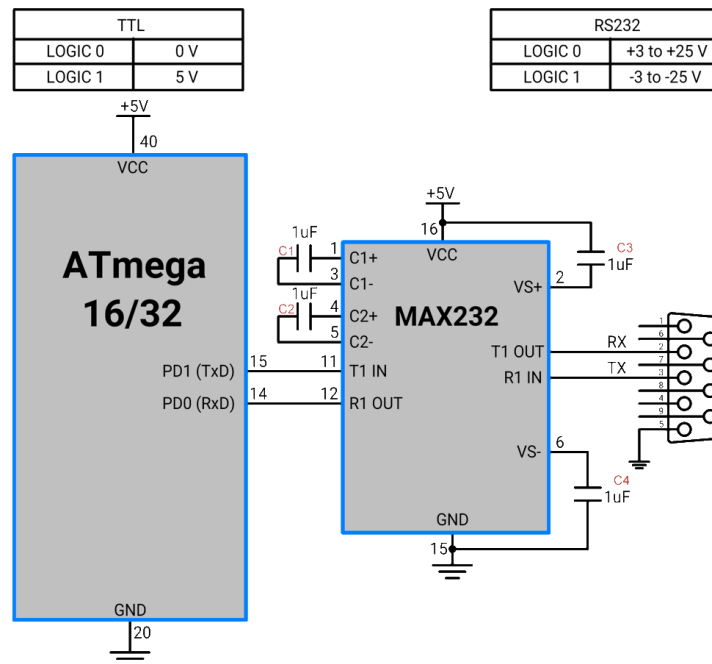 TTL
LOGIC 0 0 V
LOGIC 1 5 V
RS232
LOGIC 0 +3 to +25 V
LOGIC 1 -3 to -25 V
+5V
40
VCC
ATmega
16/32
PD1 (TxD) 15
PD0 (RxD) 14
GND
20
+5V
16
VCC
C1 1uF
1 C1+
3 C1-
C2 1uF
4 C2+
5 C2-
MAX232
11 T1 IN
12 R1 OUT
C3
1uF
VS+ 2
T1 OUT RX
R1 IN TX
VS- 6
C4
1uF
GND
15
1
6
2
7
3
8
4
9
5